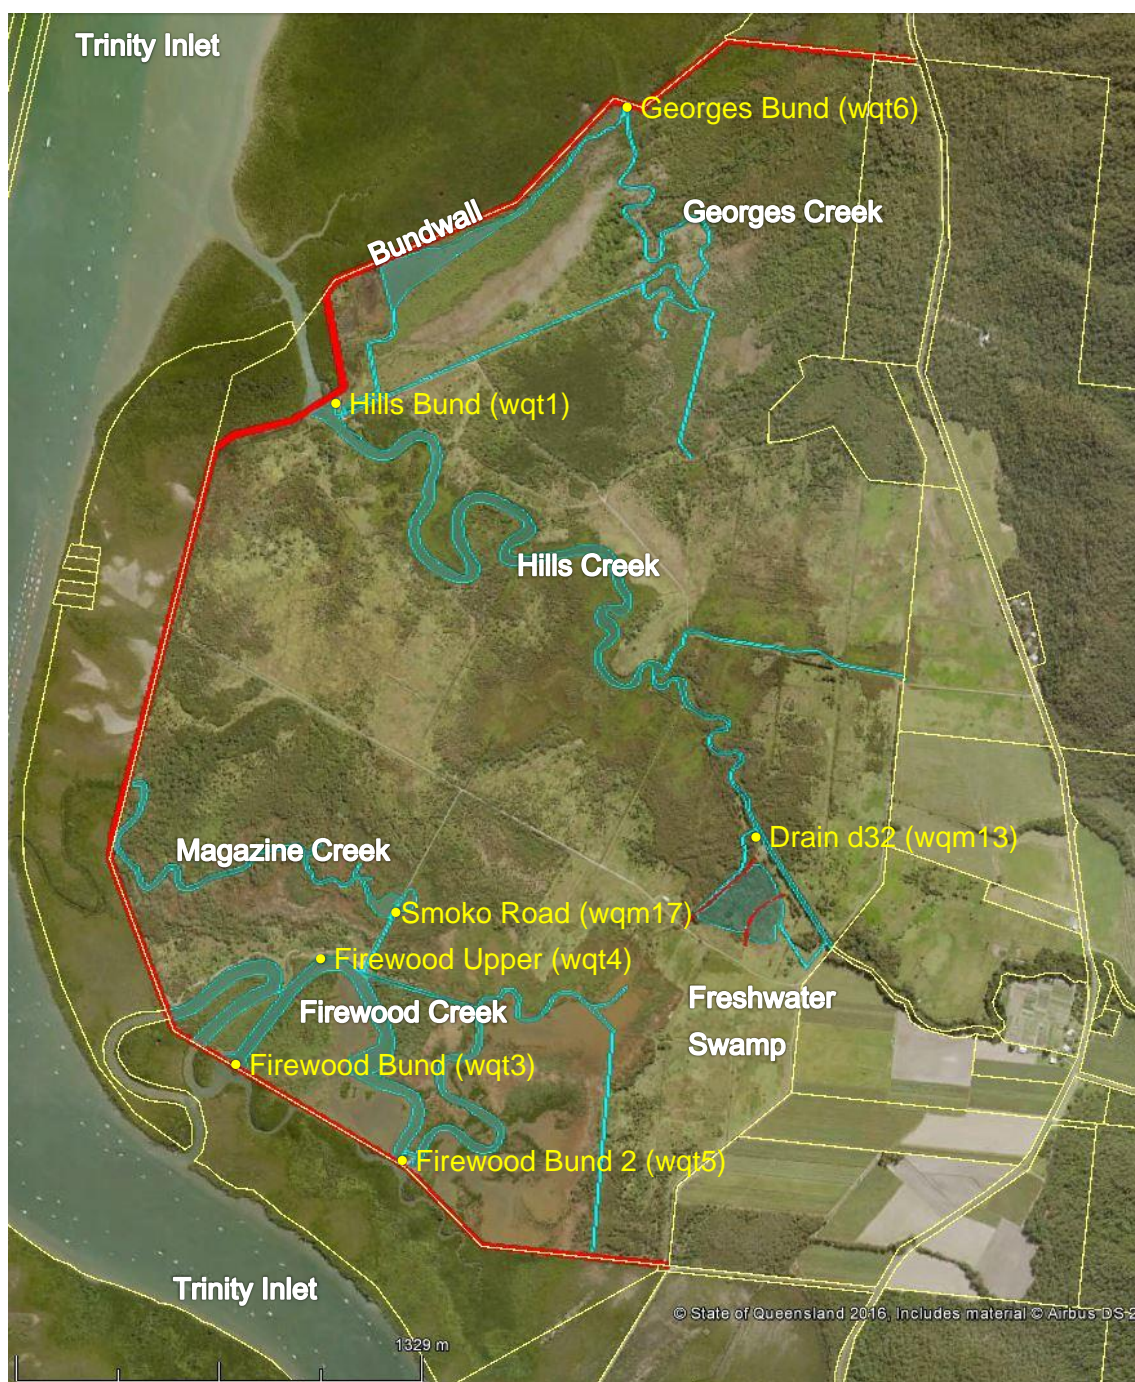 Trinity Inlet
Georges Bund (wqt6)
Georges Creek
Bundwall
Hills Bund (wqt1)
Hills Creek
Drain d32 (wqm13)
Magazine Creek
Smoko Road (wqm17)
Firewood Upper (wqt4)
Freshwater
Swamp
Firewood Creek
Firewood Bund (wqt3)
Firewood Bund 2 (wqt5)
Trinity Inlet
© State of Queensland 2016, Includes material © Airbus DS 2
1329 m